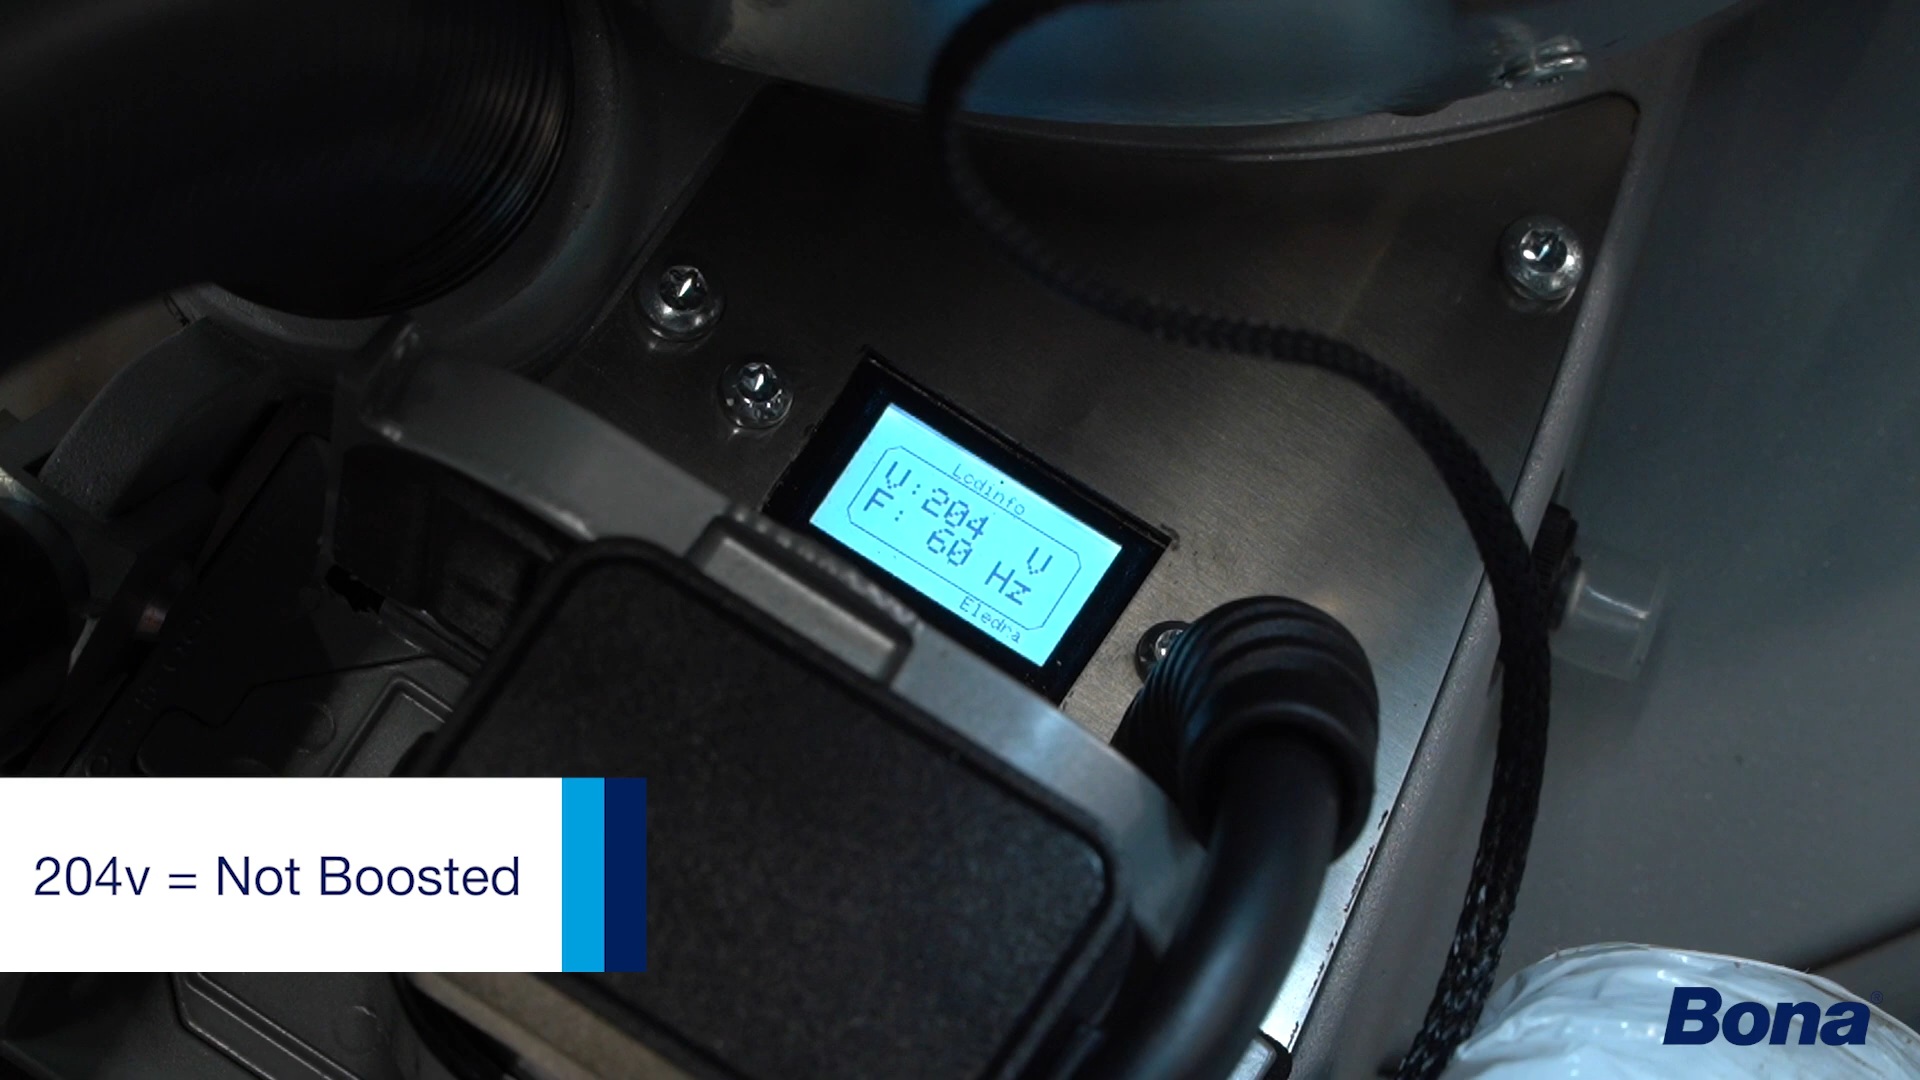 Lcdinfo
V:204 V
F: 60 Hz
Eledra
204v = Not Boosted
Bona®